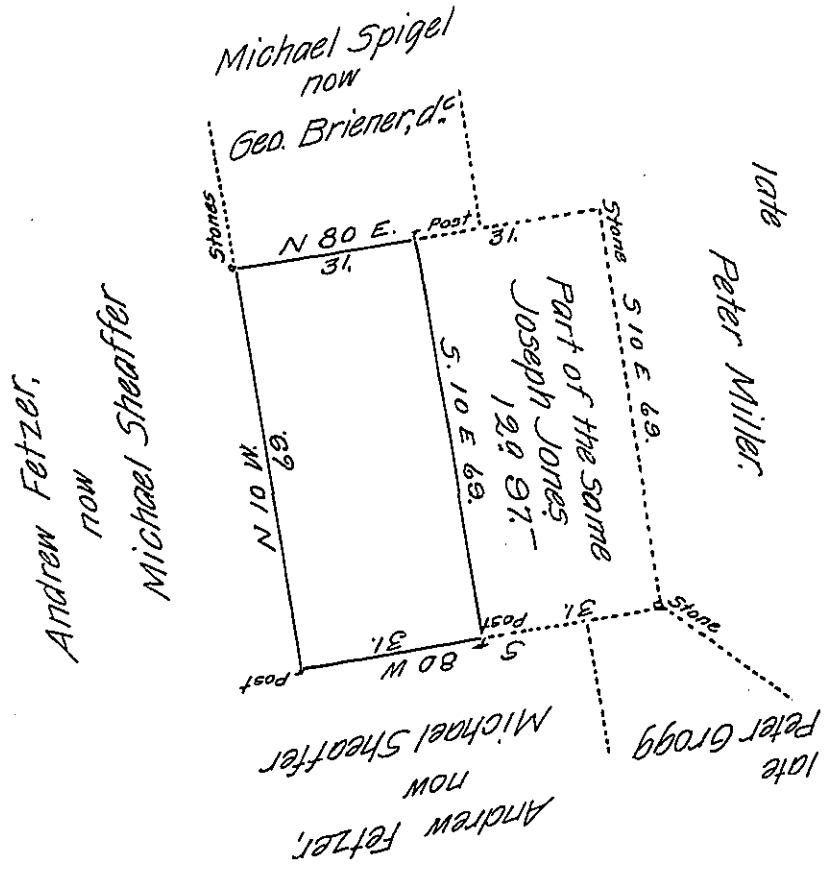 Michael Spigel
now
Geo. Briener, dc.
Stones
N 80 E.
31.
Post
31.
Stone
late
Peter Miller.
S 10 E 69.
Part of the Same
Joseph Jones
129 97.-
S. 10 E 69.
N 10 W.
69.
Andrew Fetzer,
now
Michael Sheaffer
Post
S 80 W
31.
Post
31.
Stone
late
Peter Grogg
Andrew Fetzer,
now
Michael Sheaffer